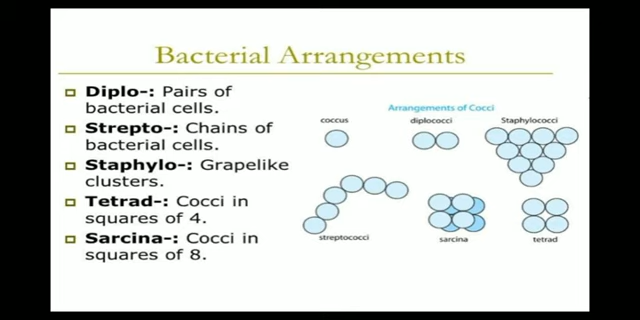 Bacterial Arrangements
Diplo-: Pairs of
bacterial cells.
Strepto-: Chains of
bacterial cells.
Staphylo-: Grapelike
clusters.
Tetrad-: Cocci in
squares of 4.
Sarcina-: Cocci in
squares of 8.
Arrangements of Cocci
coccus
diplococci
Staphylococci
streptococci
sarcina
tetrad